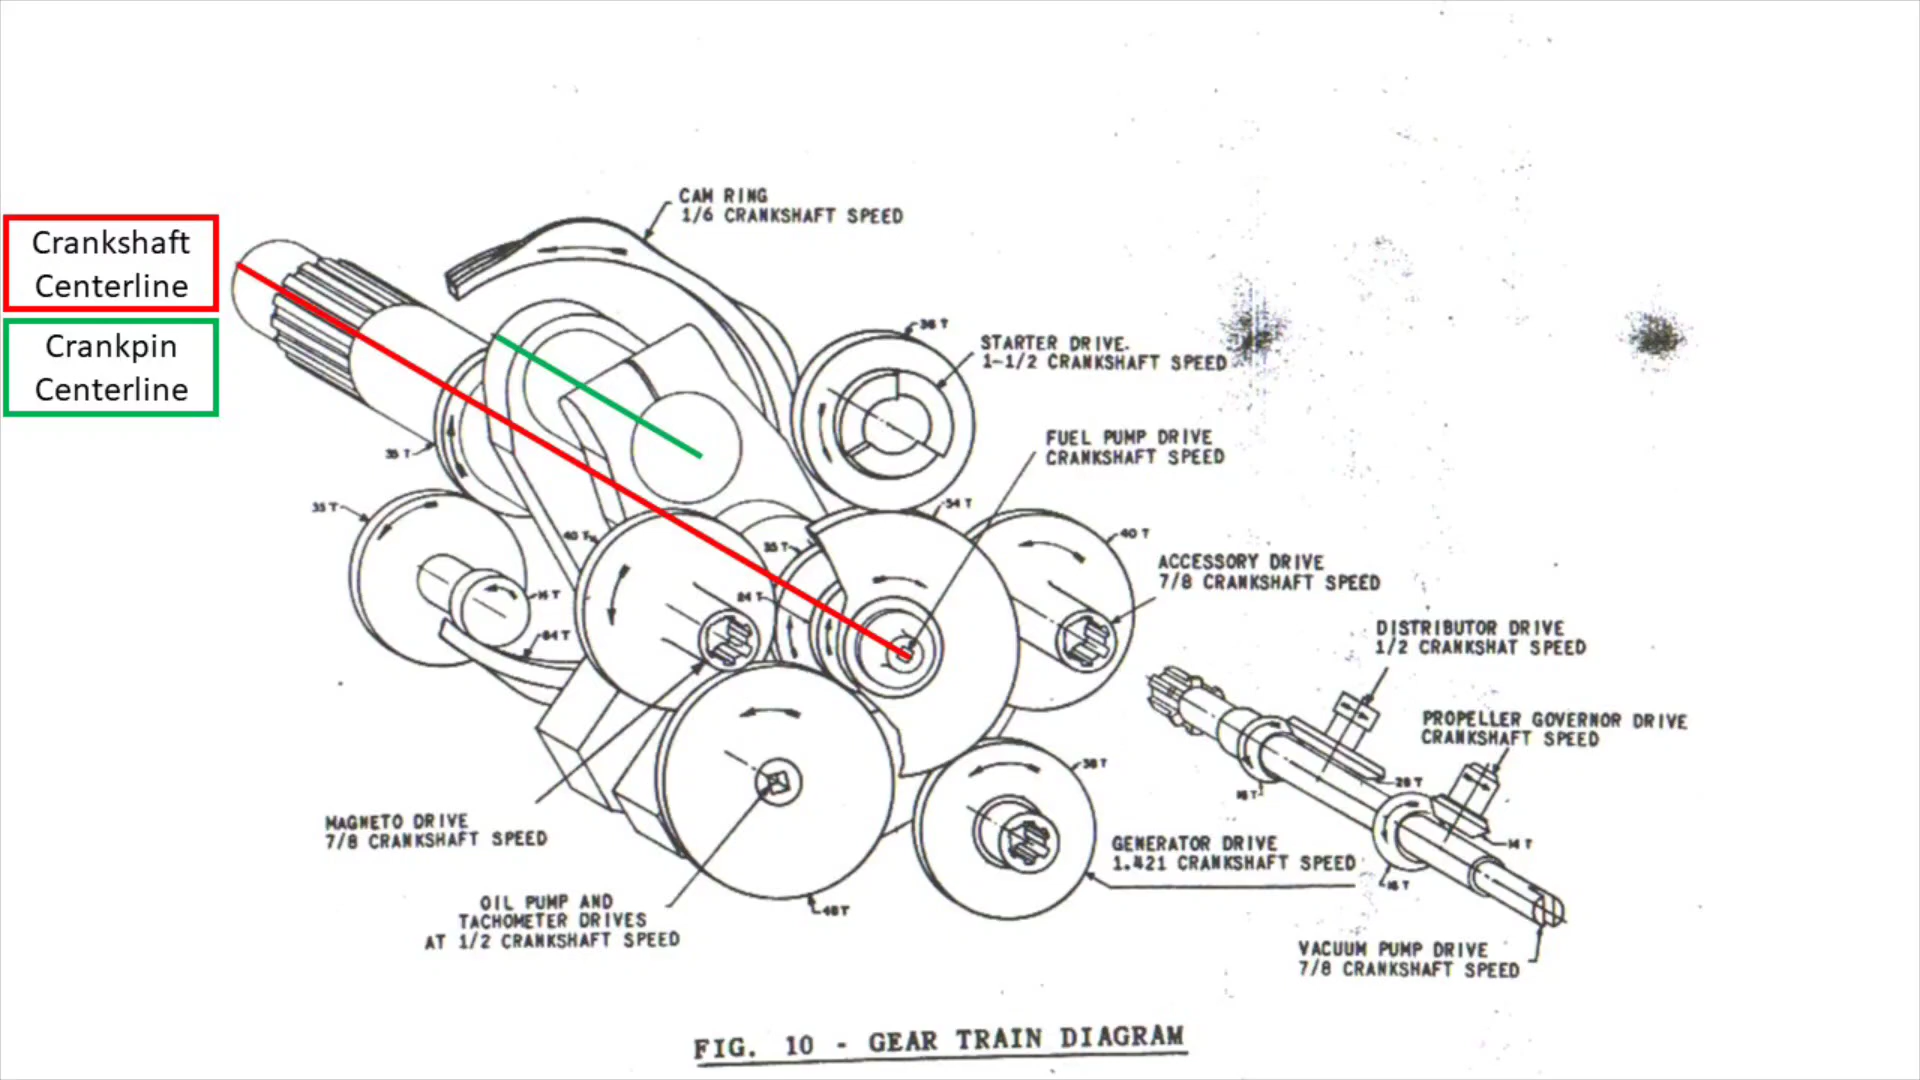 Crankshaft
Centerline
Crankpin
Centerline
CAM RING
1/6 CRANKSHAFT SPEED
36 T
STARTER DRIVE.
1-1/2 CRANKSHAFT SPEED
FUEL PUMP DRIVE
CRANKSHAFT SPEED
35 T
35 T
54 T
40 T
40 T
35 T
ACCESSORY DRIVE
7/8 CRANKSHAFT SPEED
14 T
84 T
84 T
DISTRIBUTOR DRIVE
1/2 CRANKSHAT SPEED
PROPELLER GOVERNOR DRIVE
CRANKSHAFT SPEED
38 T
28 T
16 T
MAGNETO DRIVE
7/8 CRANKSHAFT SPEED
GENERATOR DRIVE
1.421 CRANKSHAFT SPEED
14 T
16 T
OIL PUMP AND
TACHOMETER DRIVES
AT 1/2 CRANKSHAFT SPEED
48T
VACUUM PUMP DRIVE
7/8 CRANKSHAFT SPEED
FIG. 10 - GEAR TRAIN DIAGRAM